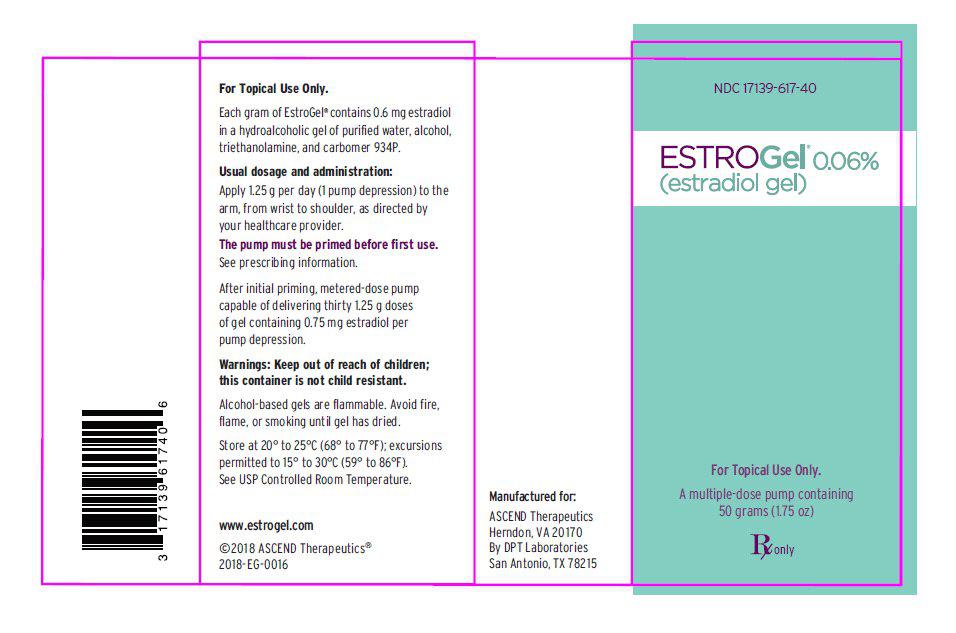 For Topical Use Only.
Each gram of EstroGel® contains 0.6 mg estradiol
in a hydroalcoholic gel of purified water, alcohol,
triethanolamine, and carbomer 934P.
Usual dosage and administration:
Apply 1.25 g per day (1 pump depression) to the
arm, from wrist to shoulder, as directed by
your healthcare provider.
The pump must be primed before first use.
See prescribing information.
After initial priming, metered-dose pump
capable of delivering thirty 1.25 g doses
of gel containing 0.75 mg estradiol per
pump depression.
Warnings: Keep out of reach of children;
this container is not child resistant.
Alcohol-based gels are flammable. Avoid fire,
flame, or smoking until gel has dried.
Store at 20° to 25°C (68° to 77°F); excursions
permitted to 15° to 30°C (59° to 86°F).
See USP Controlled Room Temperature.
www.estrogel.com
©2018 ASCEND Therapeutics®
2018-EG-0016
3 17139 61740 6
Manufactured for:
ASCEND Therapeutics
Herndon, VA 20170
By DPT Laboratories
San Antonio, TX 78215
NDC 17139-617-40
ESTROGel® 0.06%
(estradiol gel)
For Topical Use Only.
A multiple-dose pump containing
50 grams (1.75 oz)
Rx only